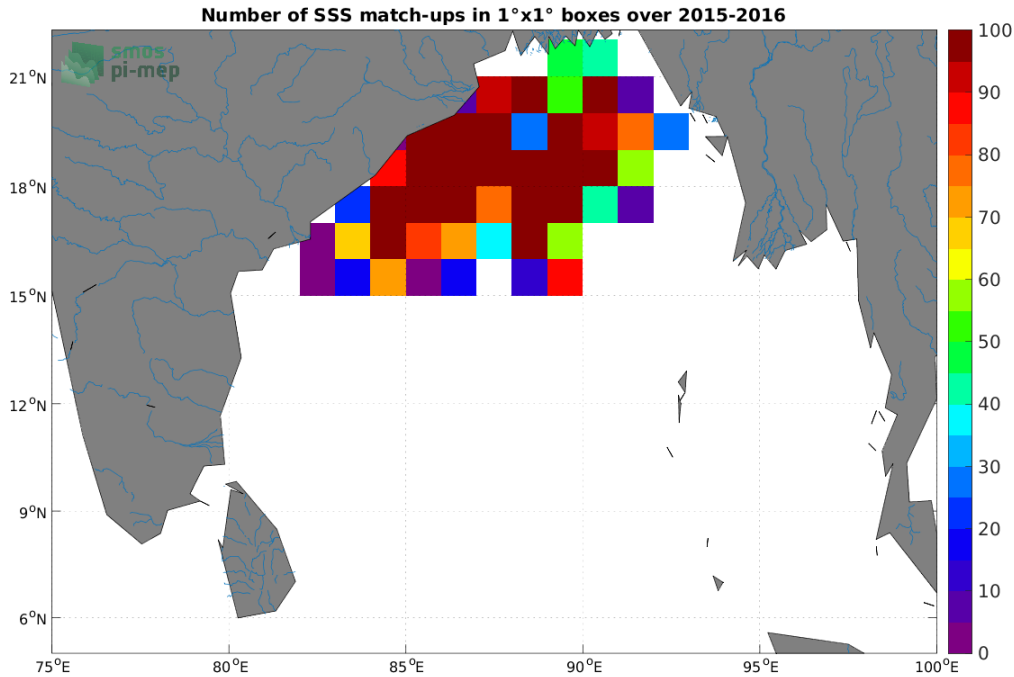 Number of SSS match-ups in 1°x1° boxes over 2015-2016
smos
pi-mep
21°N
18°N
15°N
12°N
9°N
6°N
75°E
80°E
85°E
90°E
95°E
100°E
100
90
80
70
60
50
40
30
20
10
0